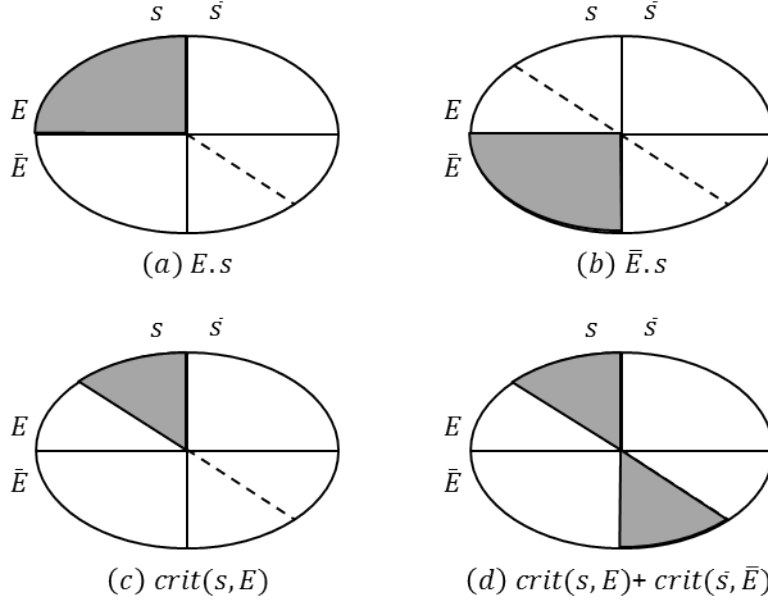 s s̄ s s̄
E E
Ē Ē
(a) E.s (b) Ē.s
s s̄ s s̄
E E
Ē Ē
(c) crit(s, E) (d) crit(s, E)+ crit(s̄, Ē)